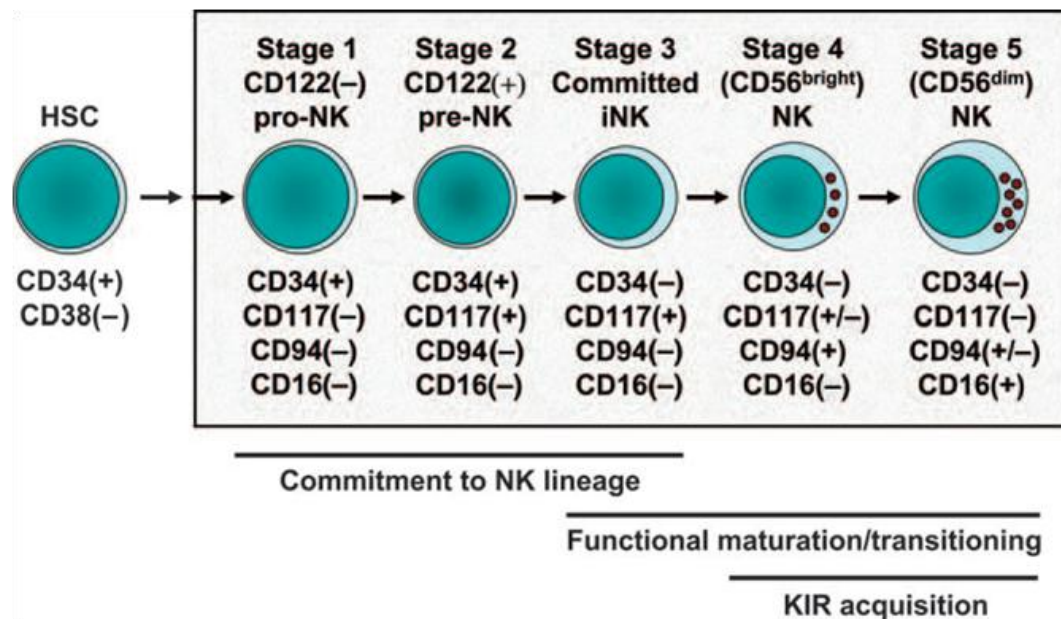 HSC
CD34(+)
CD38(–)
Stage 1
CD122(–)
pro-NK
CD34(+)
CD117(–)
CD94(–)
CD16(–)
Stage 2
CD122(+)
pre-NK
CD34(+)
CD117(+)
CD94(–)
CD16(–)
Stage 3
Committed
iNK
CD34(–)
CD117(+)
CD94(–)
CD16(–)
Stage 4
(CD56bright)
NK
CD34(–)
CD117(+/–)
CD94(+)
CD16(–)
Stage 5
(CD56dim)
NK
CD34(–)
CD117(–)
CD94(+/–)
CD16(+)
Commitment to NK lineage
Functional maturation/transitioning
KIR acquisition